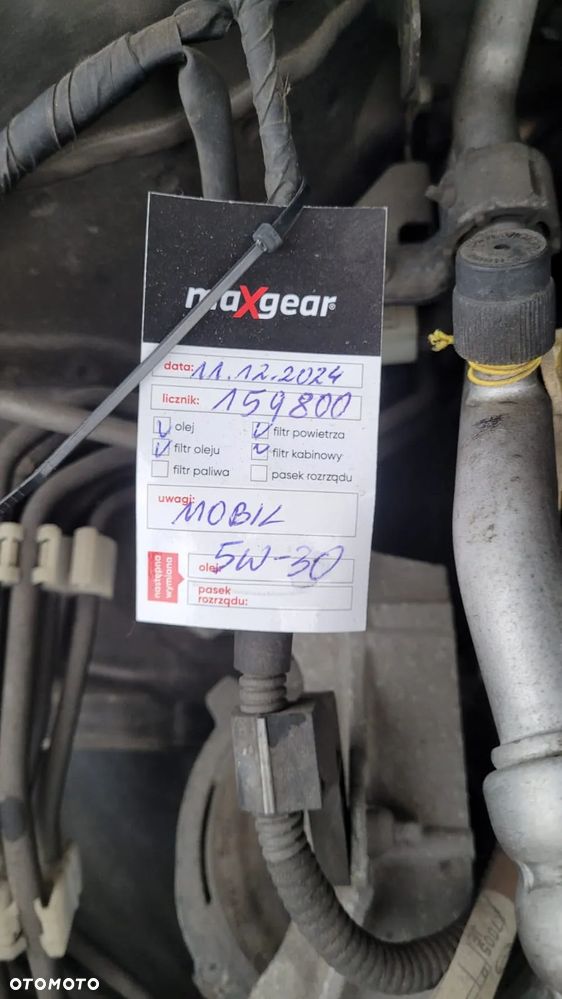 maxgear
data: 11.12.2024
licznik: 159800
olej filtr powietrza
filtr oleju filtr kabinowy
filtr paliwa pasek rozrządu
uwagi:
MOBIL
5W-30
następna wymiana
olej:
pasek rozrządu:
OTOMOTO